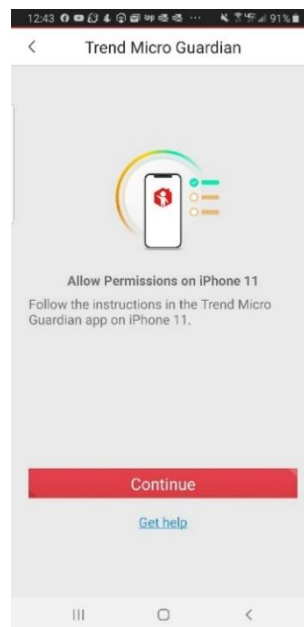 12:43
91%
Trend Micro Guardian
Allow Permissions on iPhone 11
Follow the instructions in the Trend Micro
Guardian app on iPhone 11.
Continue
Get help